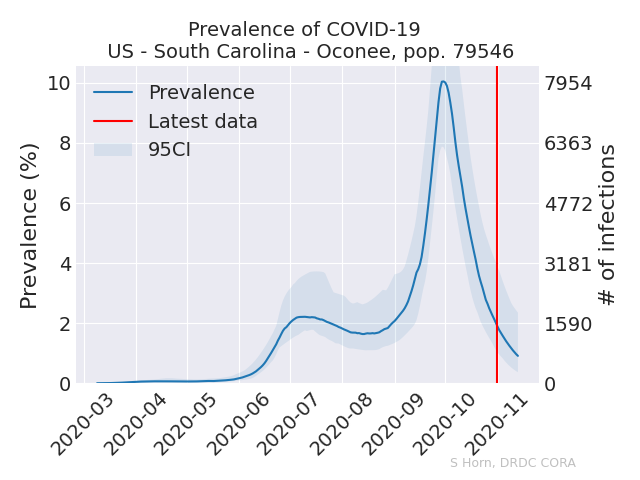 Prevalence of COVID-19
US - South Carolina - Oconee, pop. 79546
Prevalence
Latest data
95CI
Prevalence (%)
10
8
6
4
2
0
7954
6363
4772
3181
1590
0
# of infections
2020-03
2020-04
2020-05
2020-06
2020-07
2020-08
2020-09
2020-10
2020-11
S Horn, DRDC CORA